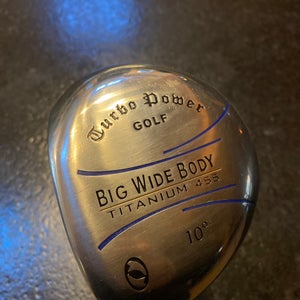 Turbo Power
GOLF
BIG WIDE BODY
TITANIUM 455
10°